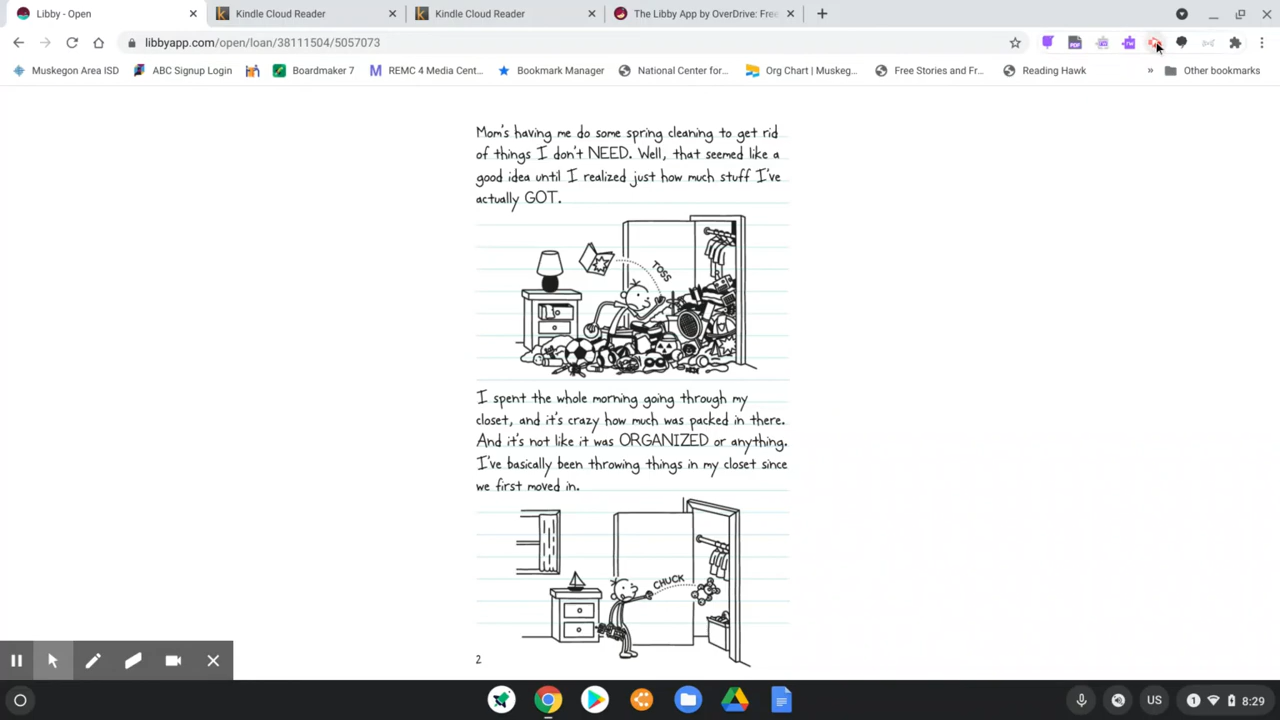 Libby - Open
Kindle Cloud Reader
Kindle Cloud Reader
The Libby App by OverDrive: Free
libbyapp.com/open/loan/38111504/5057073
Muskegon Area ISD
ABC Signup Login
Boardmaker 7
REMC 4 Media Cent...
Bookmark Manager
National Center for...
Org Chart | Muskeg...
Free Stories and Fr...
Reading Hawk
»
Other bookmarks
Mom's having me do some spring cleaning to get rid
of things I don't NEED. Well, that seemed like a
good idea until I realized just how much stuff I've
actually GOT.
TOSS
I spent the whole morning going through my
closet, and it's crazy how much was packed in there.
And it's not like it was ORGANIZED or anything.
I've basically been throwing things in my closet since
we first moved in.
CHUCK
2
US
1
8:29